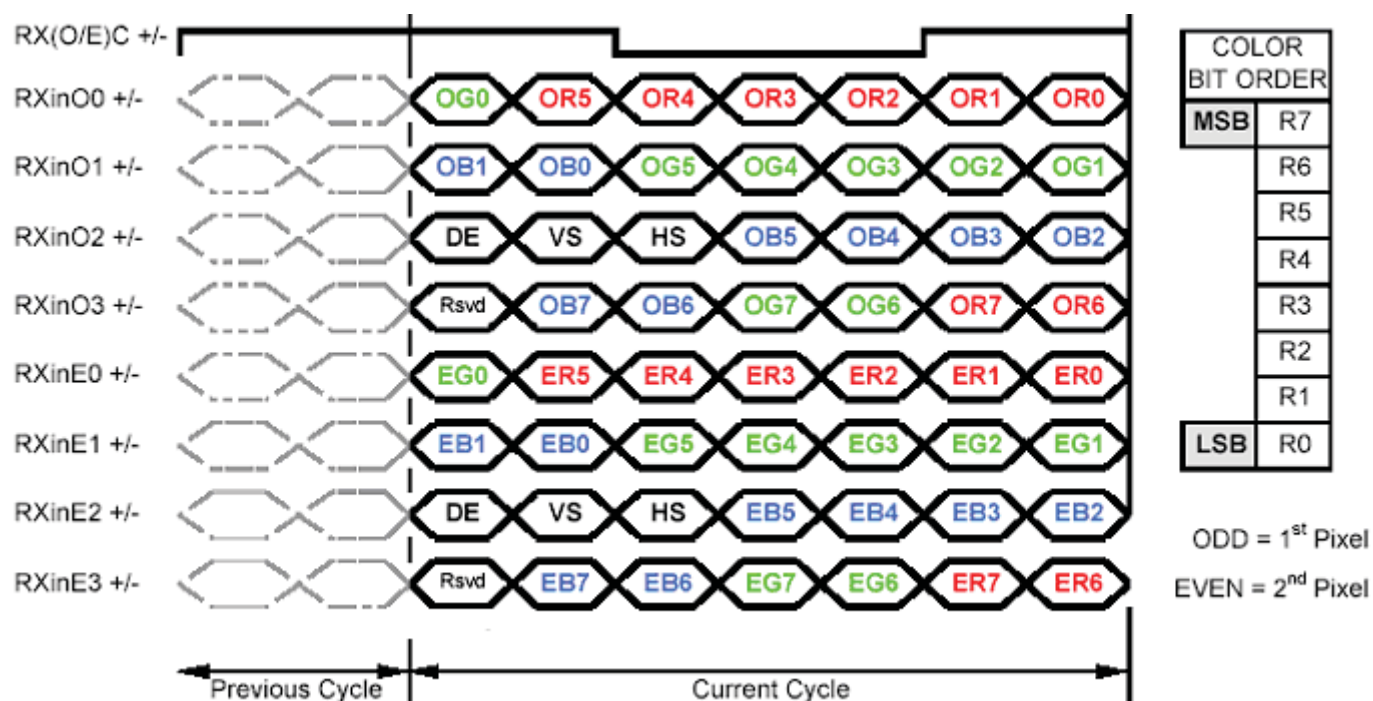 RX(O/E)C +/-
RXinO0 +/- OG0 OR5 OR4 OR3 OR2 OR1 OR0
RXinO1 +/- OB1 OB0 OG5 OG4 OG3 OG2 OG1
RXinO2 +/- DE VS HS OB5 OB4 OB3 OB2
RXinO3 +/- Rsvd OB7 OB6 OG7 OG6 OR7 OR6
RXinE0 +/- EG0 ER5 ER4 ER3 ER2 ER1 ER0
RXinE1 +/- EB1 EB0 EG5 EG4 EG3 EG2 EG1
RXinE2 +/- DE VS HS EB5 EB4 EB3 EB2
RXinE3 +/- Rsvd EB7 EB6 EG7 EG6 ER7 ER6
Previous Cycle Current Cycle
COLOR
BIT ORDER
MSB R7
R6
R5
R4
R3
R2
R1
LSB R0
ODD = 1st Pixel
EVEN = 2nd Pixel